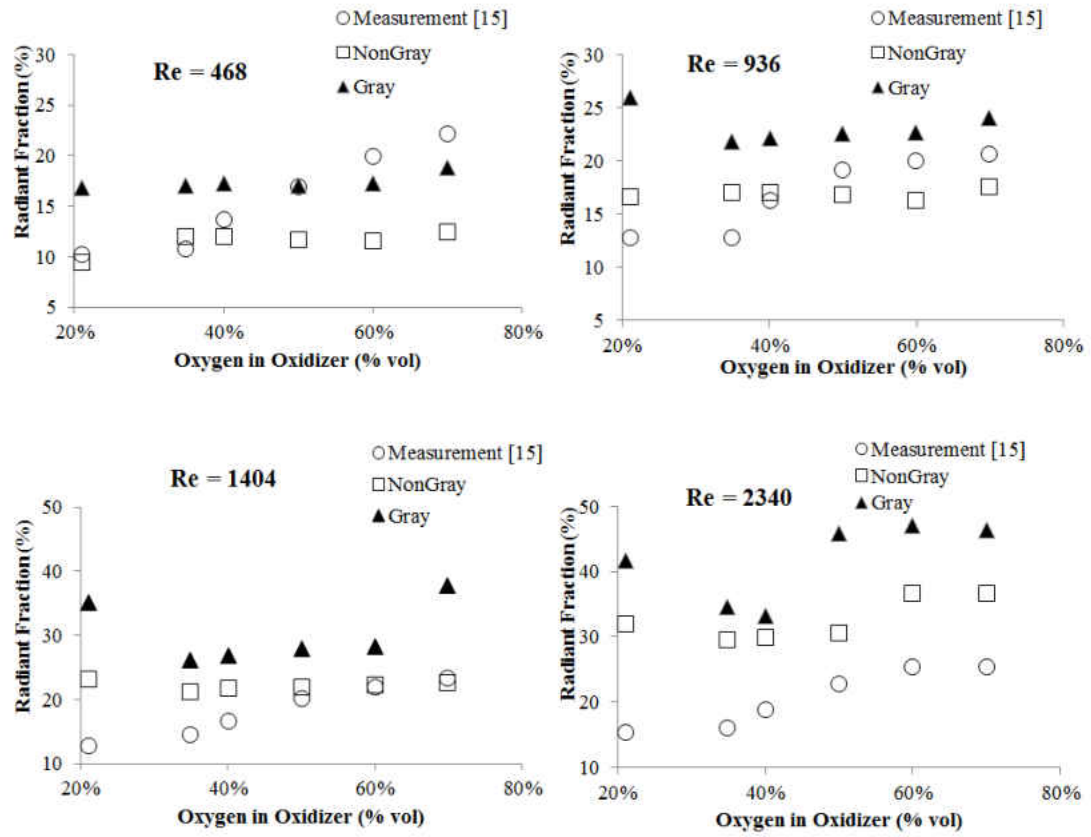 Measurement [15]
NonGray
Gray
Re = 468
Radiant Fraction (%)
30
25
20
15
10
5
20% 40% 60% 80%
Oxygen in Oxidizer (% vol)
Measurement [15]
NonGray
Gray
Re = 936
Radiant Fraction (%)
30
25
20
15
10
5
20% 40% 60% 80%
Oxygen in Oxidizer (% vol)
Measurement [15]
NonGray
Gray
Re = 1404
Radiant Fraction (%)
50
40
30
20
10
20% 40% 60% 80%
Oxygen in Oxidizer (% vol)
Measurement [15]
NonGray
Gray
Re = 2340
Radiant Fraction (%)
50
40
30
20
10
20% 40% 60% 80%
Oxygen in Oxidizer (% vol)